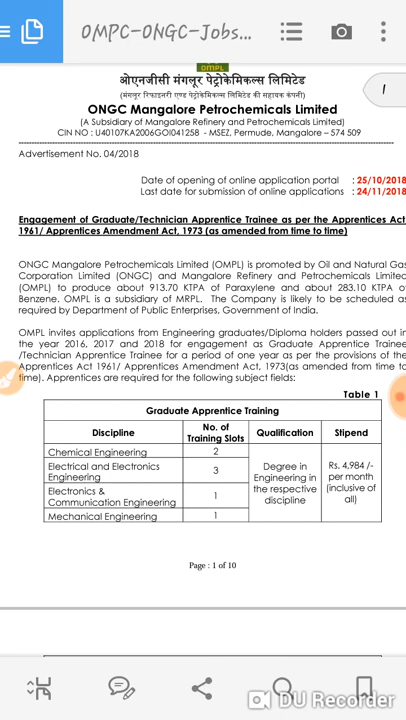 OMPC-ONGC-Jobs...
OMPL
ओएनजीसी मंगलूर पेट्रोकेमिकल्स लिमिटेड
(मंगलूर रिफाइनरी एण्ड पेट्रोकेमिकल्स लिमिटेड की सहायक कंपनी)
1
ONGC Mangalore Petrochemicals Limited
(A Subsidiary of Mangalore Refinery and Petrochemicals Limited)
CIN NO : U40107KA2006GOI041258 - MSEZ, Permude, Mangalore – 574 509
Advertisement No. 04/2018
Date of opening of online application portal : 25/10/2018
Last date for submission of online applications : 24/11/2018
Engagement of Graduate/Technician Apprentice Trainee as per the Apprentices Act
1961/ Apprentices Amendment Act, 1973 (as amended from time to time)
ONGC Mangalore Petrochemicals Limited (OMPL) is promoted by Oil and Natural Gas
Corporation Limited (ONGC) and Mangalore Refinery and Petrochemicals Limited
(OMPL) to produce about 913.70 KTPA of Paraxylene and about 283.10 KTPA of
Benzene. OMPL is a subsidiary of MRPL. The Company is likely to be scheduled as
required by Department of Public Enterprises, Government of India.
OMPL invites applications from Engineering graduates/Diploma holders passed out in
the year 2016, 2017 and 2018 for engagement as Graduate Apprentice Trainee
/Technician Apprentice Trainee for a period of one year as per the provisions of the
Apprentices Act 1961/ Apprentices Amendment Act, 1973(as amended from time to
time). Apprentices are required for the following subject fields:
Table 1
Graduate Apprentice Training
Discipline No. of Training Slots Qualification Stipend
Chemical Engineering 2
Electrical and Electronics Engineering 3
Electronics & Communication Engineering 1
Mechanical Engineering 1
Degree in Engineering in the respective discipline
Rs. 4,984 /- per month (inclusive of all)
Page : 1 of 10
DU Recorder